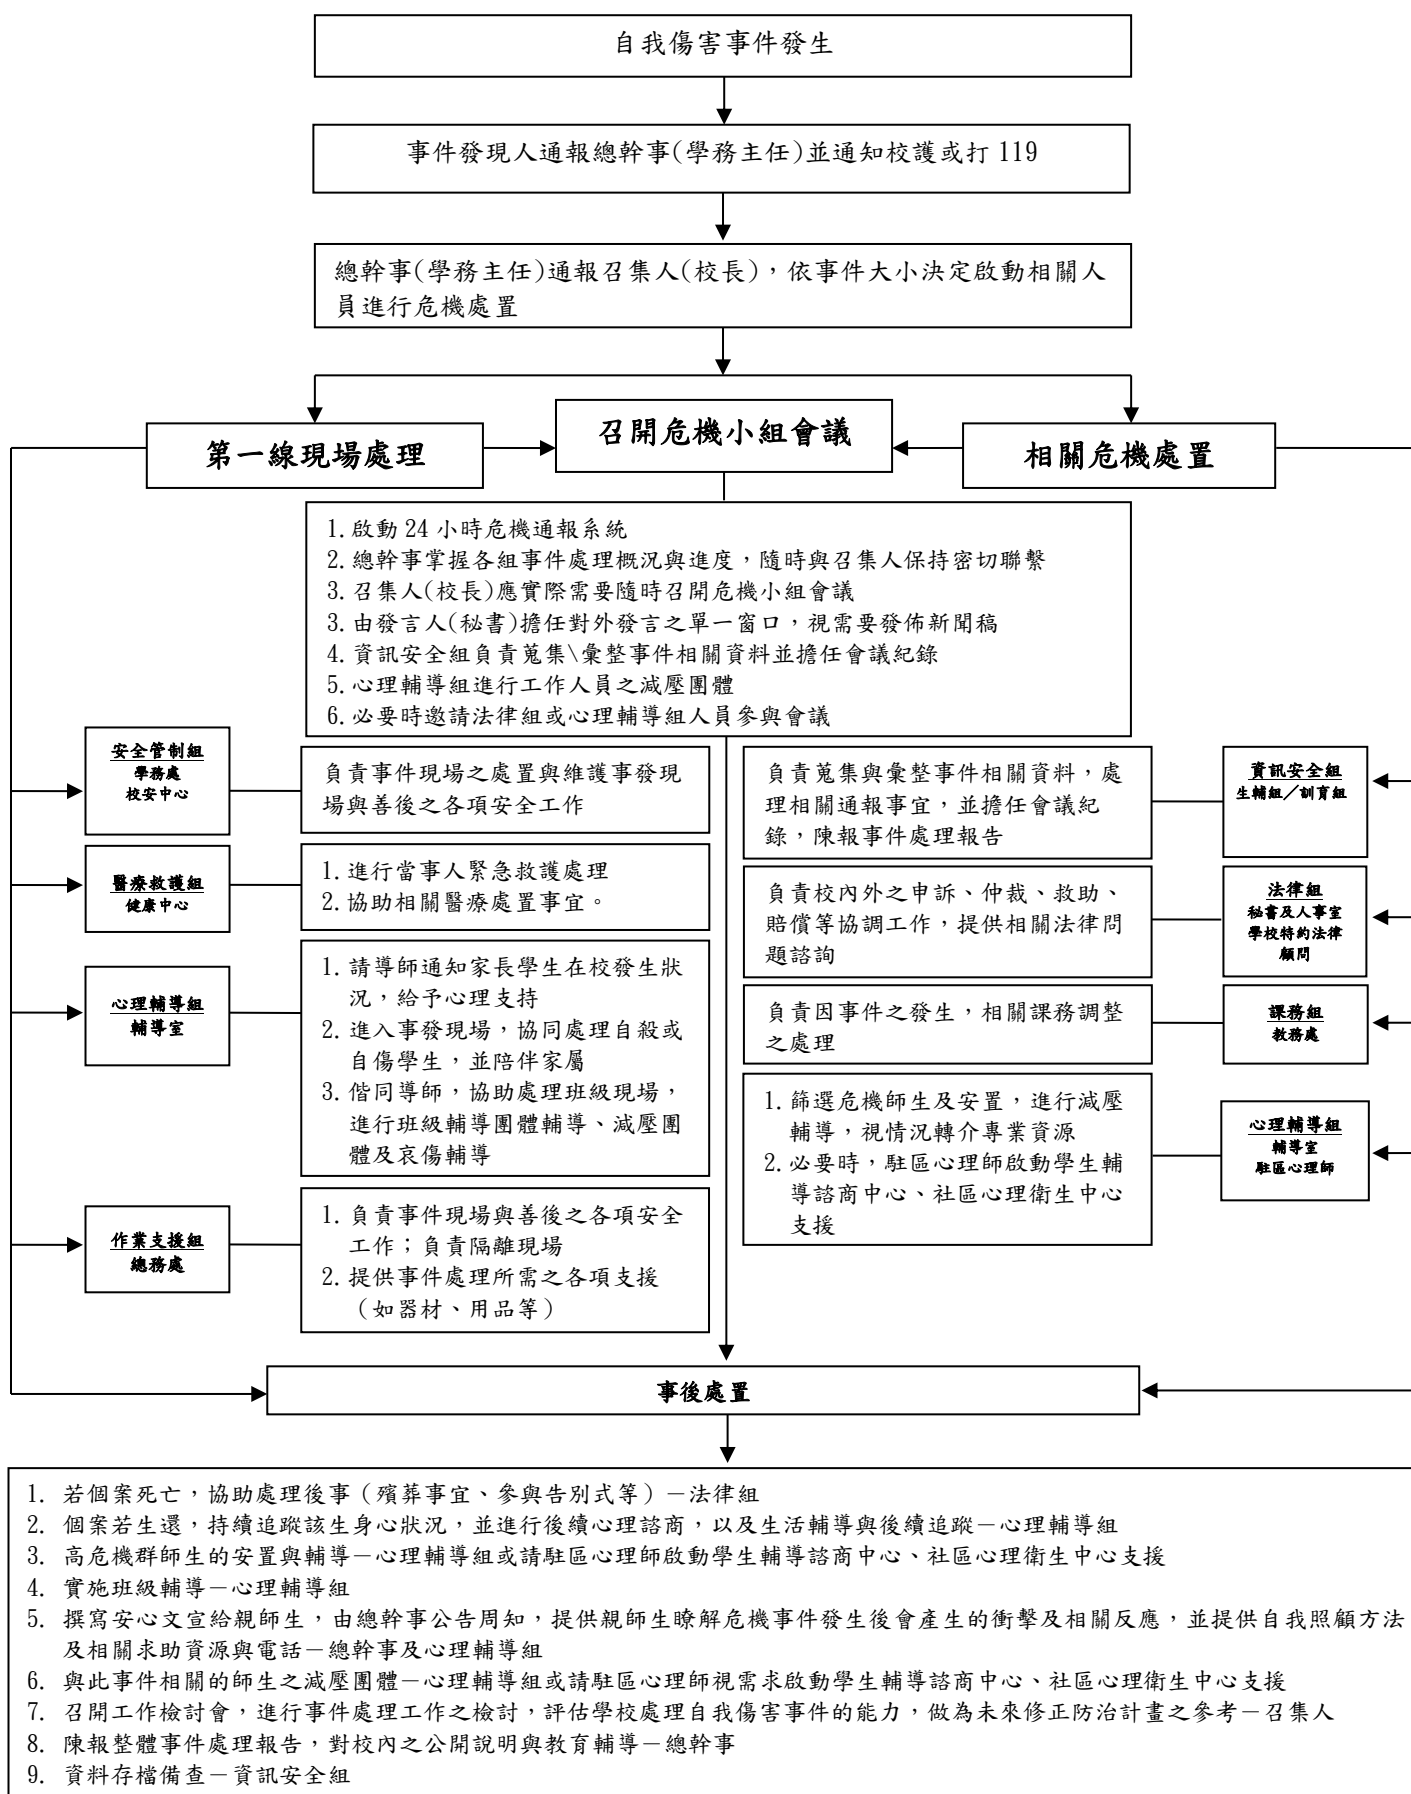 自我傷害事件發生
事件發現人通報總幹事(學務主任)並通知校護或打 119
總幹事(學務主任)通報召集人(校長)，依事件大小決定啟動相關人
員進行危機處置
第一線現場處理
召開危機小組會議
相關危機處置
1.啟動 24 小時危機通報系統
2.總幹事掌握各組事件處理概況與進度，隨時與召集人保持密切聯繫
3.召集人(校長)應實際需要隨時召開危機小組會議
3.由發言人(秘書)擔任對外發言之單一窗口，視需要發佈新聞稿
4.資訊安全組負責蒐集\彙整事件相關資料並擔任會議紀錄
5.心理輔導組進行工作人員之減壓團體
6.必要時邀請法律組或心理輔導組人員參與會議
安全管制組
學務處
校安中心
負責事件現場之處置與維護事發現
場與善後之各項安全工作
醫療救護組
健康中心
1.進行當事人緊急救護處理
2.協助相關醫療處置事宜。
心理輔導組
輔導室
1.請導師通知家長學生在校發生狀
況，給予心理支持
2.進入事發現場，協同處理自殺或
自傷學生，並陪伴家屬
3.偕同導師，協助處理班級現場，
進行班級輔導團體輔導、減壓團
體及哀傷輔導
作業支援組
總務處
1.負責事件現場與善後之各項安全
工作；負責隔離現場
2.提供事件處理所需之各項支援
（如器材、用品等）
負責蒐集與彙整事件相關資料，處
理相關通報事宜，並擔任會議紀
錄，陳報事件處理報告
資訊安全組
生輔組／訓育組
負責校內外之申訴、仲裁、救助、
賠償等協調工作，提供相關法律問
題諮詢
法律組
秘書及人事室
學校特約法律
顧問
負責因事件之發生，相關課務調整
之處理
課務組
教務處
1.篩選危機師生及安置，進行減壓
輔導，視情況轉介專業資源
2.必要時，駐區心理師啟動學生輔
導諮商中心、社區心理衛生中心
支援
心理輔導組
輔導室
駐區心理師
事後處置
1. 若個案死亡，協助處理後事（殯葬事宜、參與告別式等）－法律組
2. 個案若生還，持續追蹤該生身心狀況，並進行後續心理諮商，以及生活輔導與後續追蹤－心理輔導組
3. 高危機群師生的安置與輔導－心理輔導組或請駐區心理師啟動學生輔導諮商中心、社區心理衛生中心支援
4. 實施班級輔導－心理輔導組
5. 撰寫安心文宣給親師生，由總幹事公告周知，提供親師生瞭解危機事件發生後會產生的衝擊及相關反應，並提供自我照顧方法
及相關求助資源與電話－總幹事及心理輔導組
6. 與此事件相關的師生之減壓團體－心理輔導組或請駐區心理師視需求啟動學生輔導諮商中心、社區心理衛生中心支援
7. 召開工作檢討會，進行事件處理工作之檢討，評估學校處理自我傷害事件的能力，做為未來修正防治計畫之參考－召集人
8. 陳報整體事件處理報告，對校內之公開說明與教育輔導－總幹事
9. 資料存檔備查－資訊安全組